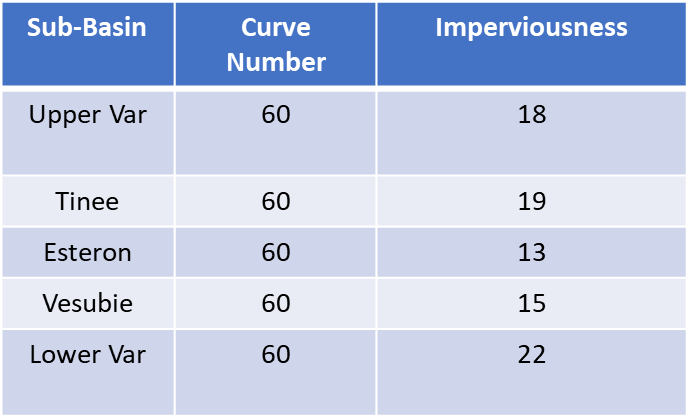 Sub-Basin Curve Number Imperviousness
Upper Var 60 18
Tinee 60 19
Esteron 60 13
Vesubie 60 15
Lower Var 60 22